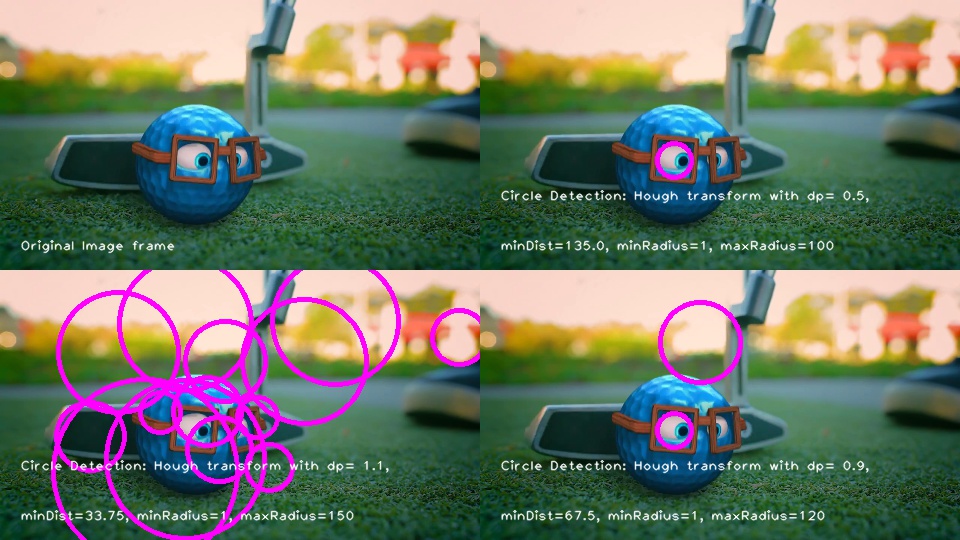 Original Image frame
Circle Detection: Hough transform with dp= 0.5,
minDist=135.0, minRadius=1, maxRadius=100
Circle Detection: Hough transform with dp= 1.1,
minDist=33.75, minRadius=1, maxRadius=150
Circle Detection: Hough transform with dp= 0.9,
minDist=67.5, minRadius=1, maxRadius=120